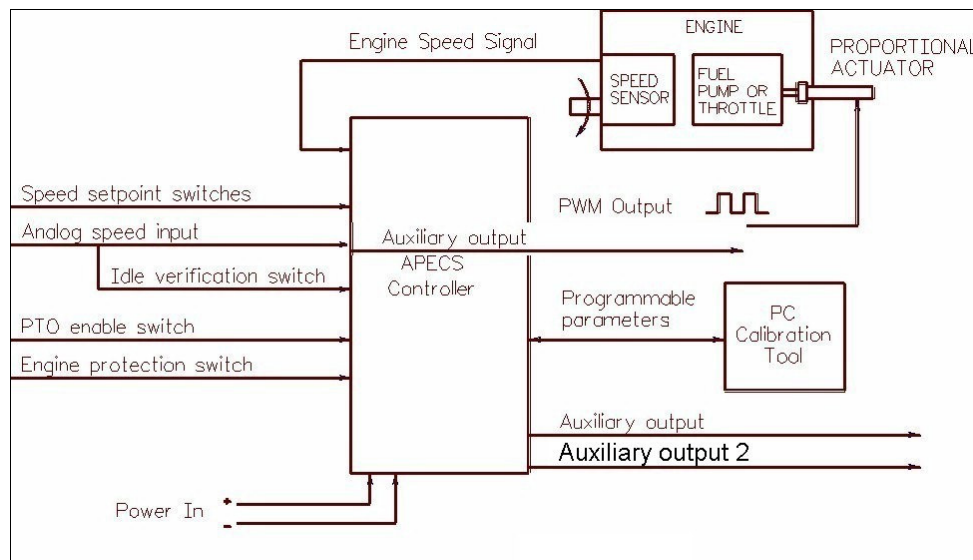 Engine Speed Signal
ENGINE
PROPORTIONAL
ACTUATOR
SPEED
SENSOR
FUEL
PUMP OR
THROTTLE
Speed setpoint switches
PWM Output
Analog speed input
Auxiliary output
APECS
Controller
Idle verification switch
Programmable
parameters
PC
Calibration
Tool
PTO enable switch
Engine protection switch
Auxiliary output
Auxiliary output 2
Power In
+
-